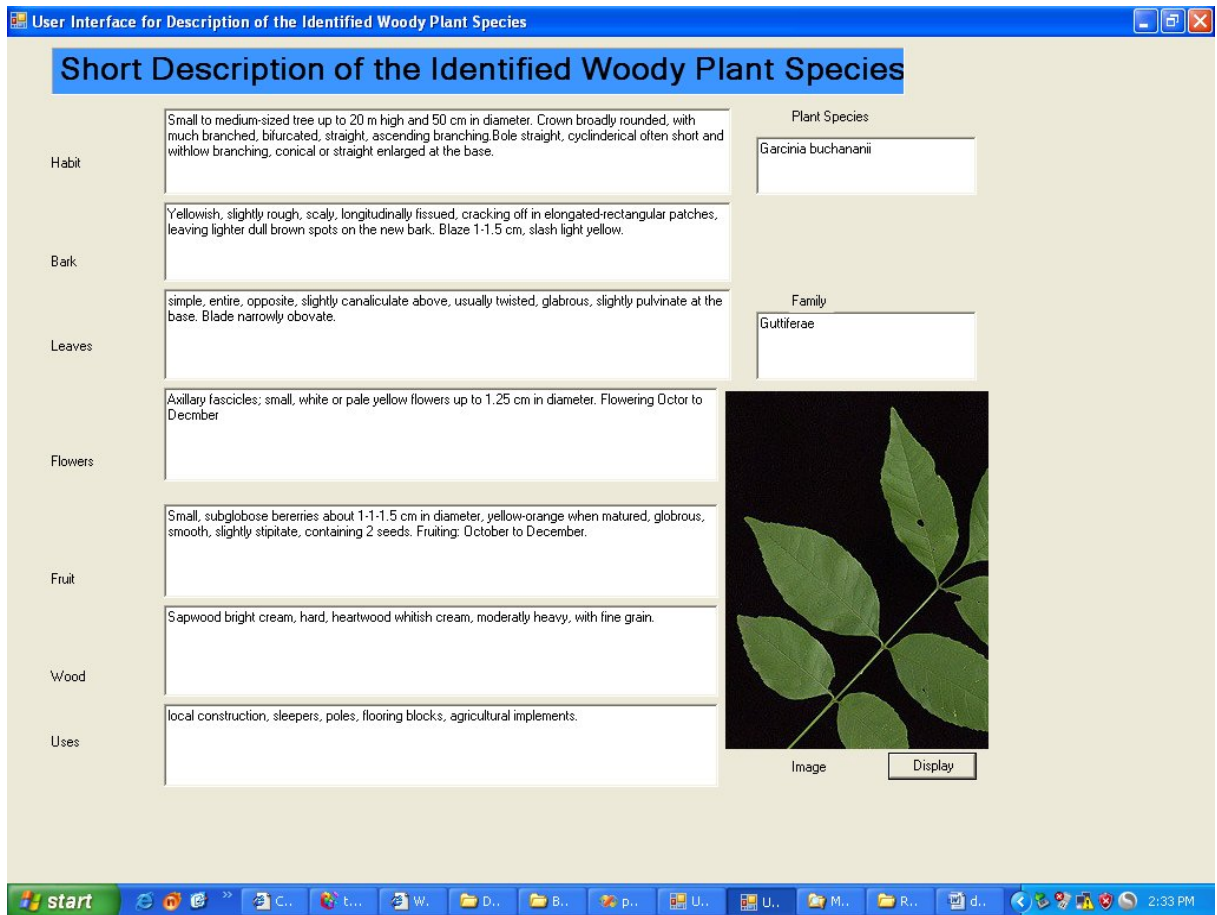 User Interface for Description of the Identified Woody Plant Species
Short Description of the Identified Woody Plant Species
Habit
Small to medium-sized tree up to 20 m high and 50 cm in diameter. Crown broadly rounded, with
much branched, bifurcated, straight, ascending branching.Bole straight, cyclinderical often short and
withlow branching, conical or straight enlarged at the base.
Plant Species
Garcinia buchananii
Bark
Yellowish, slightly rough, scaly, longitudinally fissued, cracking off in elongated-rectangular patches,
leaving lighter dull brown spots on the new bark. Blaze 1-1.5 cm, slash light yellow.
Leaves
simple, entire, opposite, slightly canaliculate above, usually twisted, glabrous, slightly pulvinate at the
base. Blade narrowly obovate.
Family
Guttiferae
Flowers
Axillary fascicles; small, white or pale yellow flowers up to 1.25 cm in diameter. Flowering Octor to
Decmber
Fruit
Small, subglobose bererries about 1-1-1.5 cm in diameter, yellow-orange when matured, globrous,
smooth, slightly stipitate, containing 2 seeds. Fruiting: October to December.
Wood
Sapwood bright cream, hard, heartwood whitish cream, moderatly heavy, with fine grain.
Uses
local construction, sleepers, poles, flooring blocks, agricultural implements.
Image
Display
start
C..
t...
W.
D..
B..
p..
U..
U..
M..
R..
d..
2:33 PM